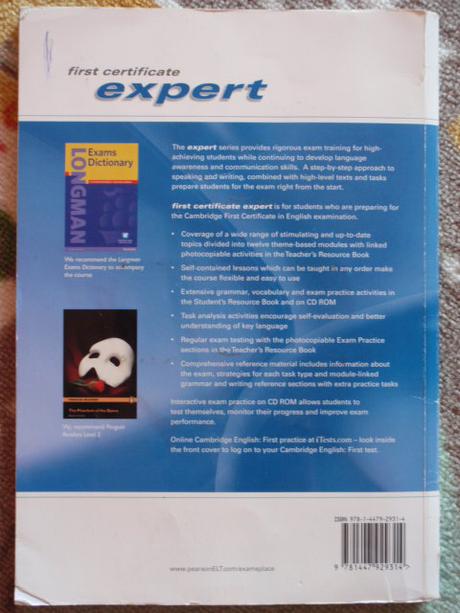 first certificate
expert
LONGMAN
Exams
Dictionary
We recommend the Longman
Exams Dictionary to accompany
the course
The Phantom of the Opera
We recommend Penguin
Readers Level 5
The expert series provides rigorous exam training for high-
achieving students while continuing to develop language
awareness and communication skills. A step-by-step approach to
speaking and writing, combined with high-level texts and tasks
prepare students for the exam right from the start.
first certificate expert is for students who are preparing for
the Cambridge First Certificate in English examination.
• Coverage of a wide range of stimulating and up-to-date
topics divided into twelve theme-based modules with linked
photocopiable activities in the Teacher's Resource Book
• Self-contained lessons which can be taught in any order make
the course flexible and easy to use
• Extensive grammar, vocabulary and exam practice activities in
the Student's Resource Book and on CD ROM
• Task analysis activities encourage self-evaluation and better
understanding of key language
• Regular exam testing with the photocopiable Exam Practice
sections in the Teacher's Resource Book
• Comprehensive reference material includes information about
the exam, strategies for each task type and module-linked
grammar and writing reference sections with extra practice tasks
Interactive exam practice on CD ROM allows students to
test themselves, monitor their progress and improve exam
performance.
Online Cambridge English: First practice at iTests.com – look inside
the front cover to log on to your Cambridge English: First test.
ISBN 978-1-4479-2931-4
9 781447 929314 >
www.pearsonELT.com/examsplace